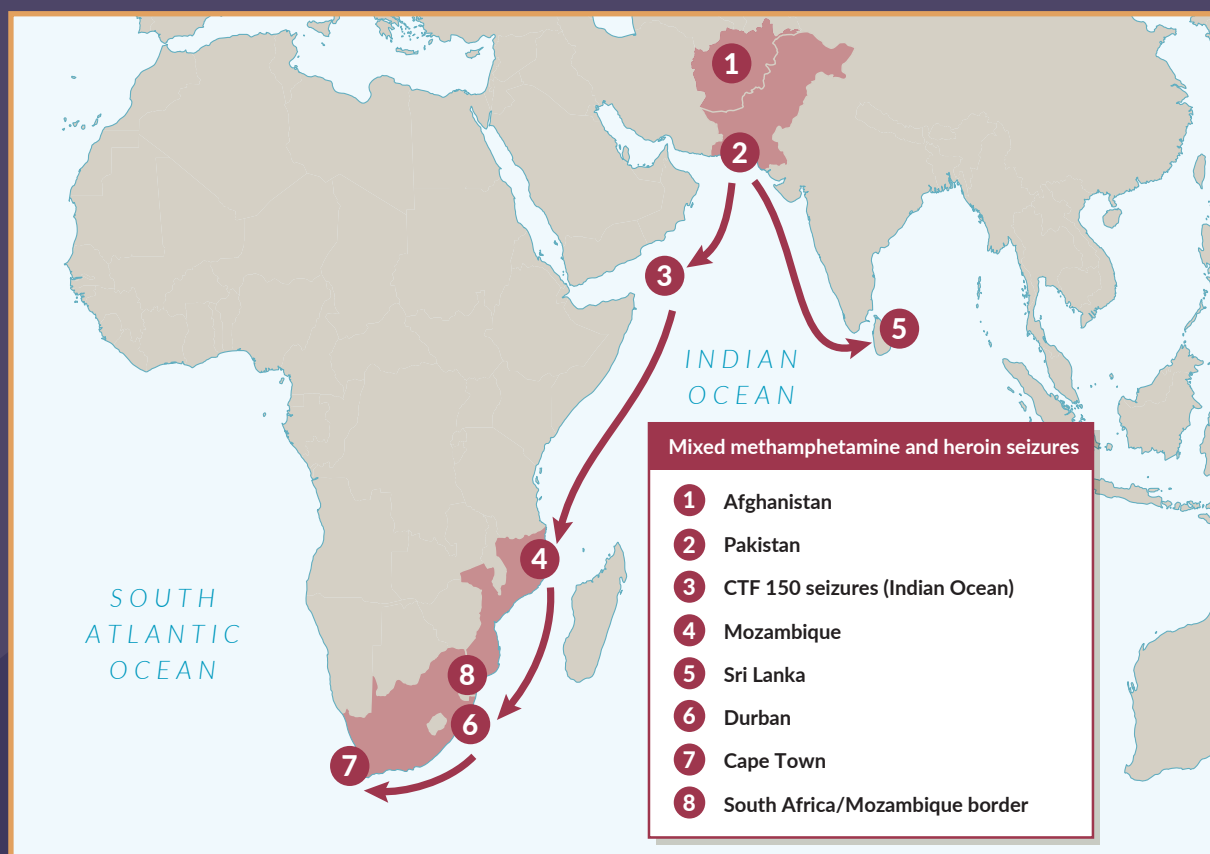 1
2
3
5
INDIAN
OCEAN
4
SOUTH
ATLANTIC
OCEAN
8
6
7
Mixed methamphetamine and heroin seizures
1 Afghanistan
2 Pakistan
3 CTF 150 seizures (Indian Ocean)
4 Mozambique
5 Sri Lanka
6 Durban
7 Cape Town
8 South Africa/Mozambique border